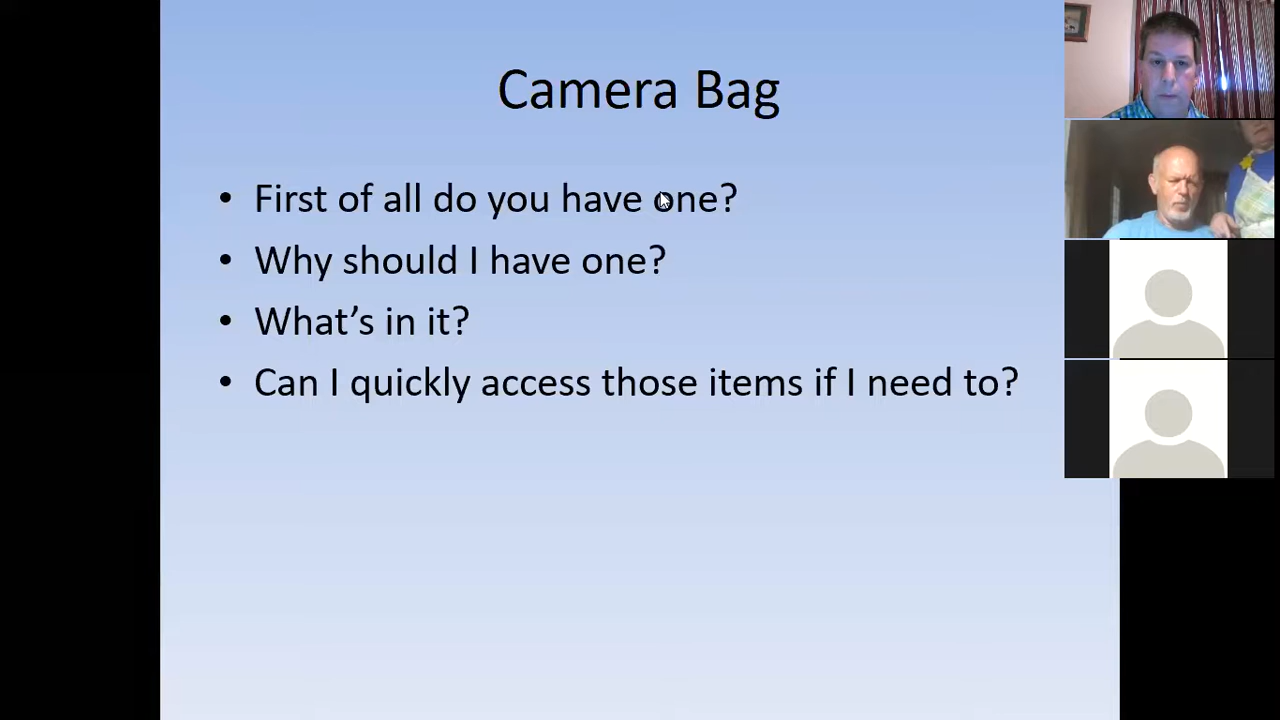 Camera Bag
• First of all do you have one?
• Why should I have one?
• What’s in it?
• Can I quickly access those items if I need to?